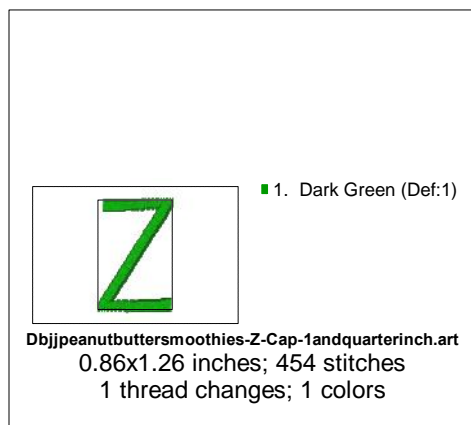 1. Dark Green (Def:1)
Z
Dbjjpeanutbuttersmoothies-Z-Cap-1andquarterinch.art
0.86x1.26 inches; 454 stitches
1 thread changes; 1 colors